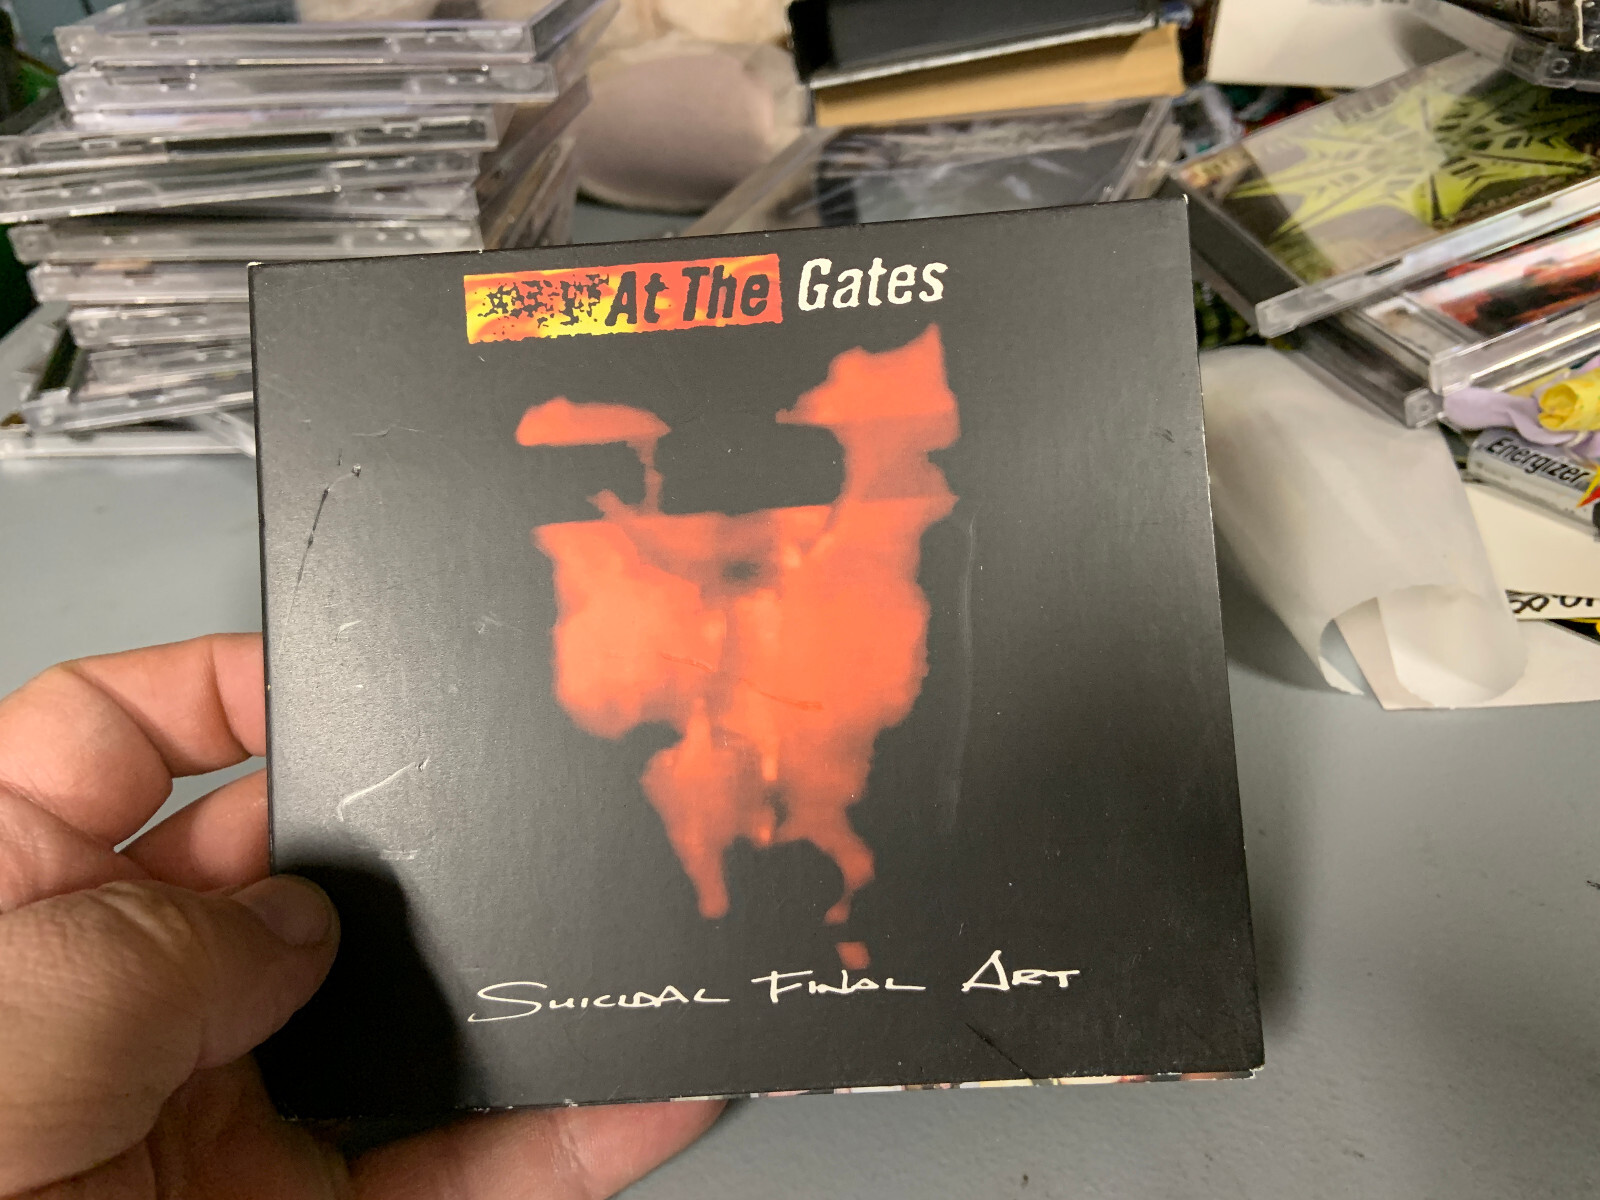 At The Gates
Suicidal Final Art
Energizer